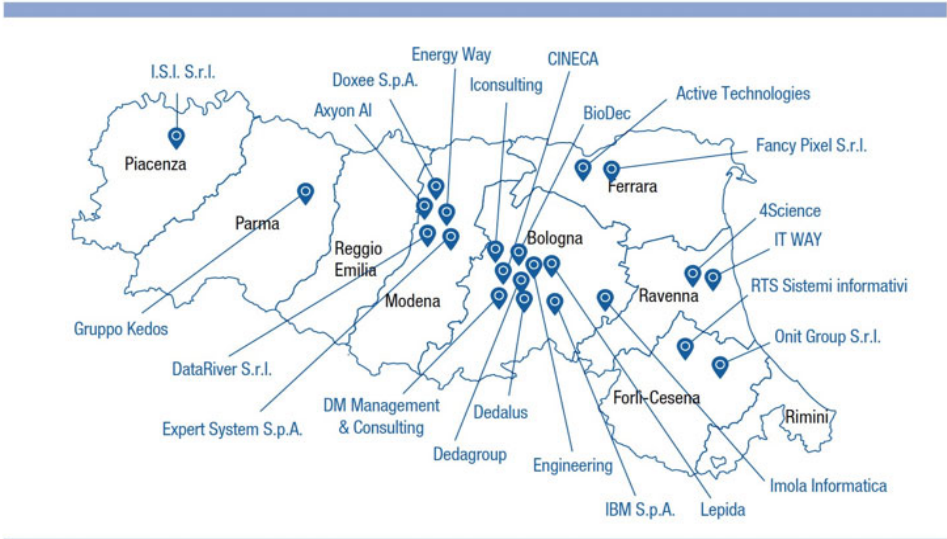 Energy Way
CINECA
I.S.I. S.r.l.
Doxee S.p.A.
Iconsulting
Active Technologies
Axyon AI
BioDec
Fancy Pixel S.r.l.
Piacenza
Ferrara
Parma
4Science
Reggio
Emilia
Bologna
IT WAY
Modena
Ravenna
RTS Sistemi informativi
Gruppo Kedos
Onit Group S.r.l.
DataRiver S.r.l.
Forlì-Cesena
DM Management
& Consulting
Dedalus
Rimini
Expert System S.p.A.
Dedagroup
Engineering
Imola Informatica
IBM S.p.A.
Lepida